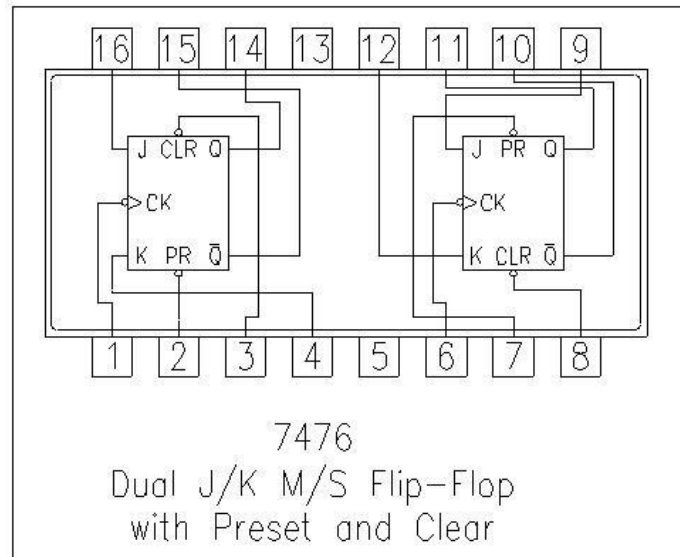 16 15 14 13 12 11 10 9
J CLR Q J PR Q
CK CK
K PR Q̅ K CLR Q̅
1 2 3 4 5 6 7 8
7476
Dual J/K M/S Flip-Flop
with Preset and Clear